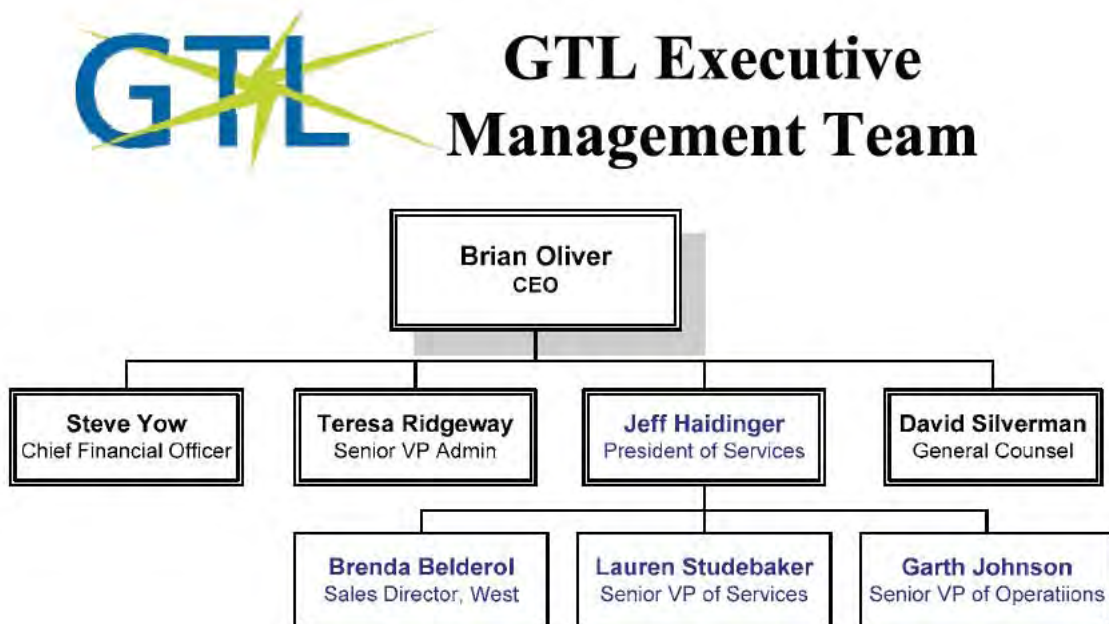 GTL
GTL Executive
Management Team
Brian Oliver
CEO
Steve Yow
Chief Financial Officer
Teresa Ridgeway
Senior VP Admin
Jeff Haidinger
President of Services
David Silverman
General Counsel
Brenda Belderol
Sales Director, West
Lauren Studebaker
Senior VP of Services
Garth Johnson
Senior VP of Operatiions